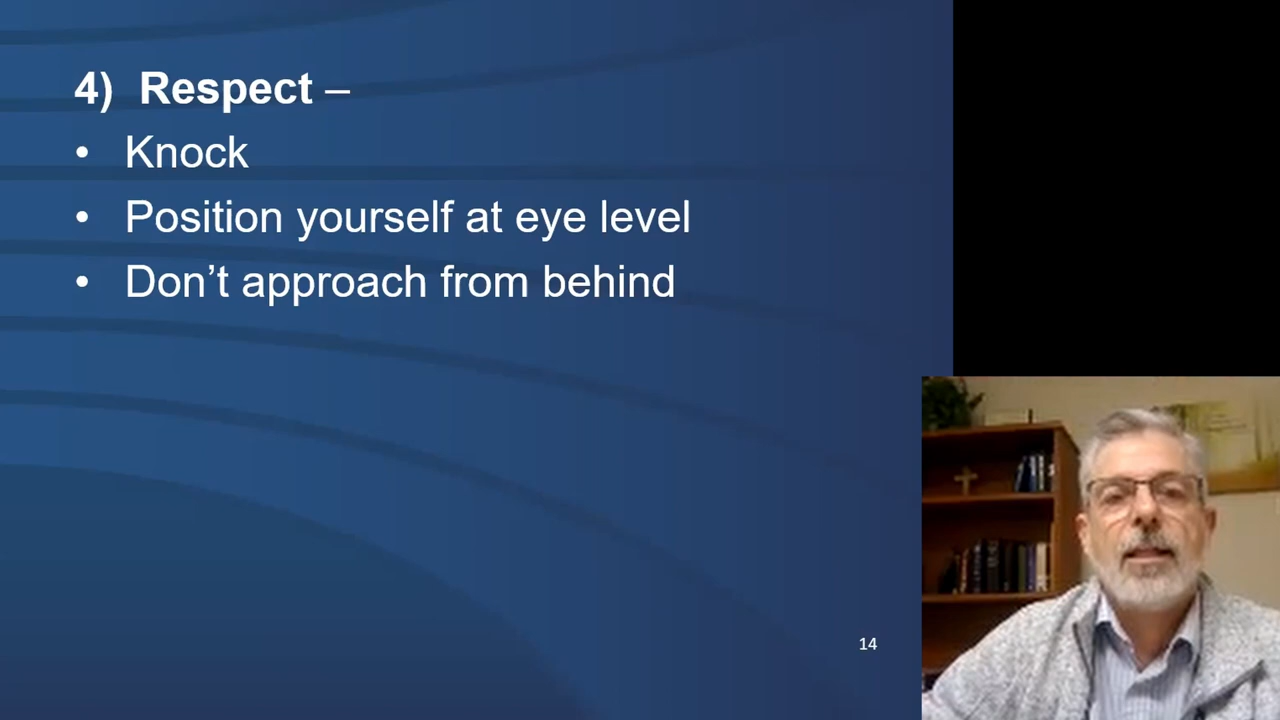 4) Respect –
• Knock
• Position yourself at eye level
• Don’t approach from behind
14